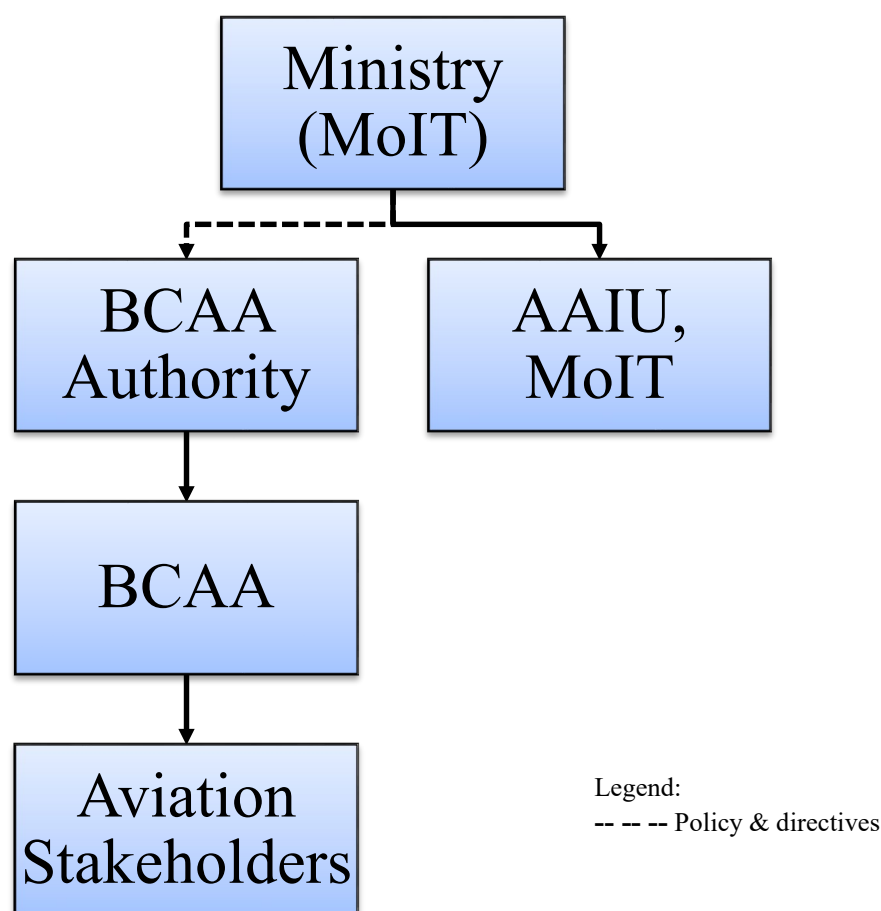 Ministry
(MoIT)
BCAA
Authority
AAIU,
MoIT
BCAA
Aviation
Stakeholders
Legend:
-- -- -- Policy & directives